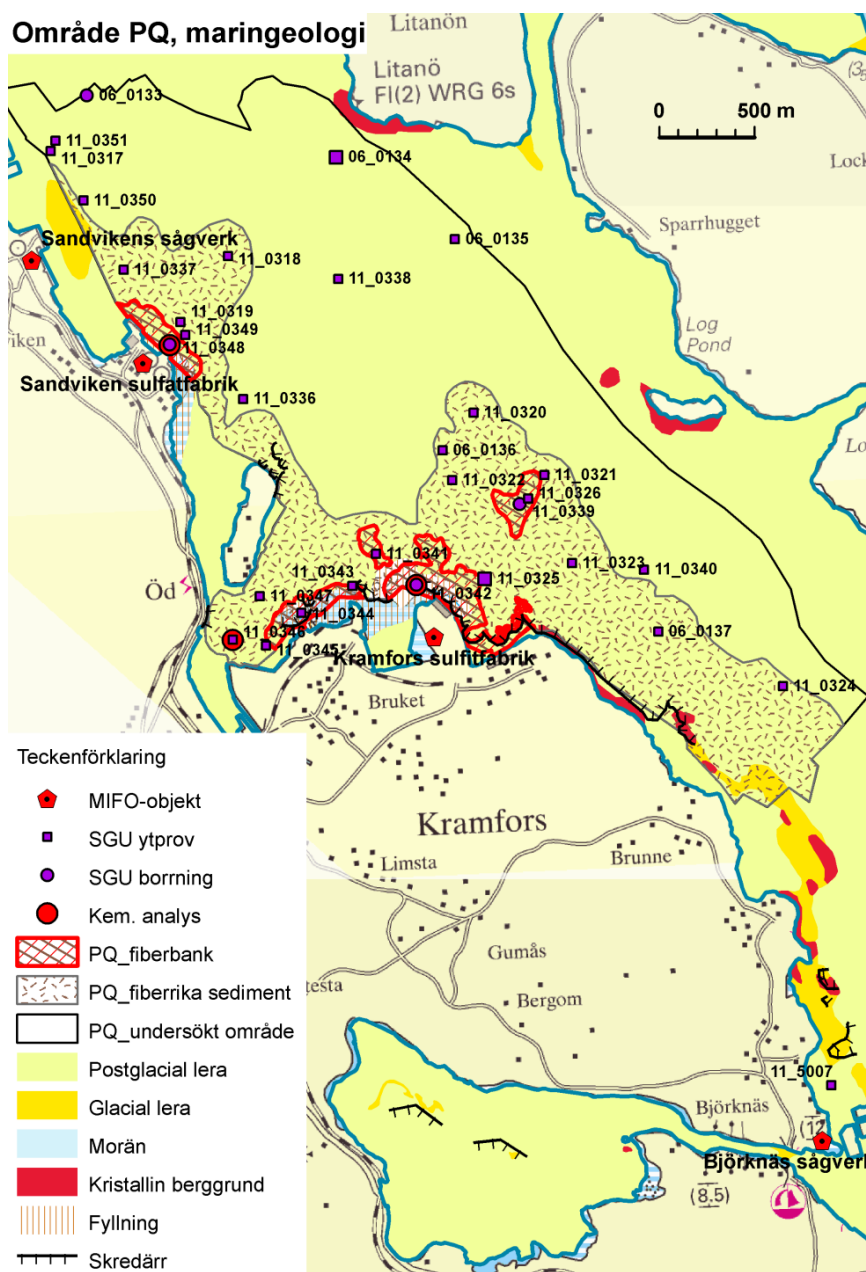 Område PQ, maringeologi
Litanön
Litanö
Fl(2) WRG 6s
0 500 m
06_0133
11_0351
11_0317
06_0134
Lock
11_0350
Sparrhugget
Sandvikens sågverk
06_0135
11_0318
11_0337
11_0338
11_0319
11_0349
viken
11_0348
Log
Pond
Sandviken sulfatfabrik
11_0336
11_0320
Lo
06_0136
11_0321
11_0322
11_0326
11_0339
11_0341
11_0323
11_0340
11_0343
11_0325
Öd
11_0347
11_0342
11_0344
11_0346
06_0137
11_0345
Kramfors sulfitfabrik
11_0324
Bruket
Kramfors
Limsta
Brunne
Gumås
testa
Bergom
11_5007
Björknäs
(12
Björknäs sågverk
(8.5)
Teckenförklaring
MIFO-objekt
SGU ytprov
SGU borrning
Kem. analys
PQ_fiberbank
PQ_fiberrika sediment
PQ_undersökt område
Postglacial lera
Glacial lera
Morän
Kristallin berggrund
Fyllning
Skredärr